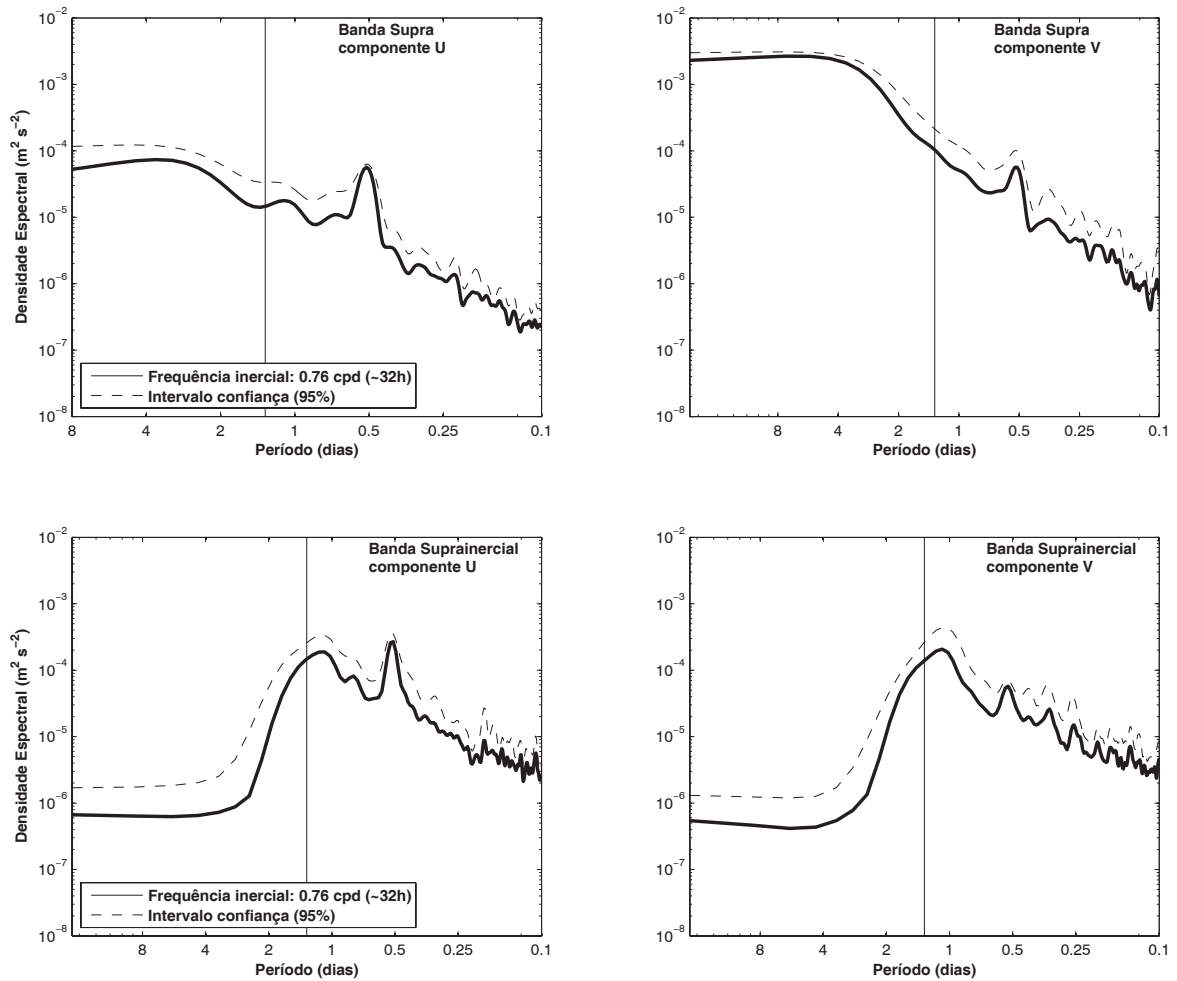 Banda Supra
componente U
Densidade Espectral (m² s⁻²)
10⁻²
10⁻³
10⁻⁴
10⁻⁵
10⁻⁶
10⁻⁷
10⁻⁸
Frequência inercial: 0.76 cpd (~32h)
Intervalo confiança (95%)
8 4 2 1 0.5 0.25 0.1
Período (dias)
Banda Supra
componente V
10⁻²
10⁻³
10⁻⁴
10⁻⁵
10⁻⁶
10⁻⁷
10⁻⁸
8 4 2 1 0.5 0.25 0.1
Período (dias)
Banda Suprainercial
componente U
Densidade Espectral (m² s⁻²)
10⁻²
10⁻³
10⁻⁴
10⁻⁵
10⁻⁶
10⁻⁷
10⁻⁸
Frequência inercial: 0.76 cpd (~32h)
Intervalo confiança (95%)
8 4 2 1 0.5 0.25 0.1
Período (dias)
Banda Suprainercial
componente V
10⁻²
10⁻³
10⁻⁴
10⁻⁵
10⁻⁶
10⁻⁷
10⁻⁸
8 4 2 1 0.5 0.25 0.1
Período (dias)